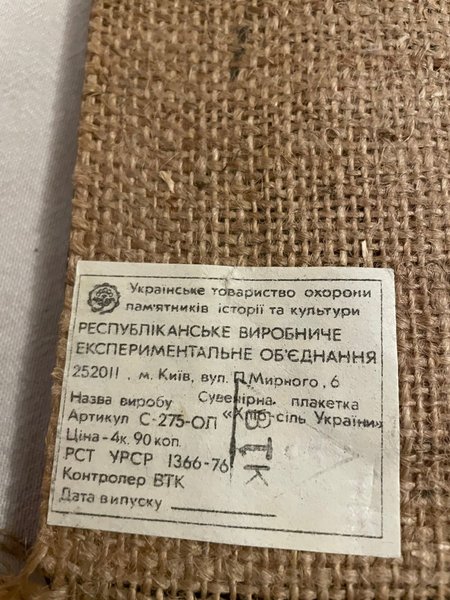 Українське товариство охорони
пам'ятників історії та культури
РЕСПУБЛІКАНСЬКЕ ВИРОБНИЧЕ
ЕКСПЕРИМЕНТАЛЬНЕ ОБ'ЄДНАННЯ
252011, м. Київ, вул. П.Мирного, 6
Назва виробу Сувенірна плакетка
«Хліб-сіль України»
Артикул С-275-ОП
Ціна-4к. 90 коп.
РСТ УРСР 1366-76
Контролер ВТК
Дата випуску
ВТК